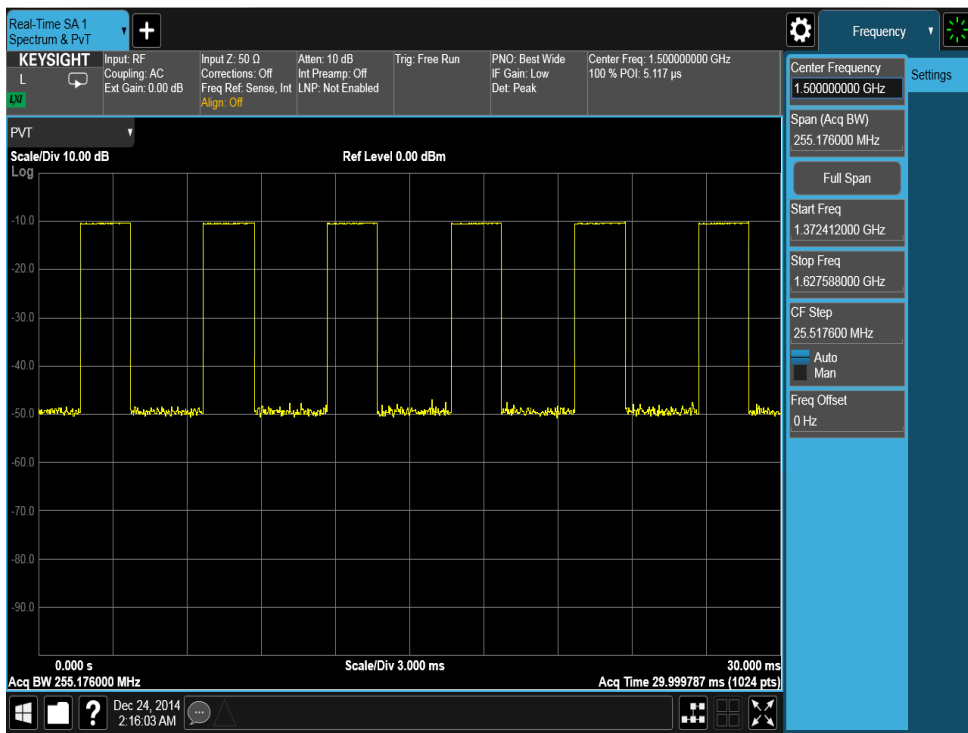 Real-Time SA 1
Spectrum & PvT
Frequency
KEYSIGHT
L
LXI
Input: RF
Coupling: AC
Ext Gain: 0.00 dB
Input Z: 50 Ω
Corrections: Off
Freq Ref: Sense, Int
Align: Off
Atten: 10 dB
Int Preamp: Off
LNP: Not Enabled
Trig: Free Run
PNO: Best Wide
IF Gain: Low
Det: Peak
Center Freq: 1.500000000 GHz
100 % POI: 5.117 µs
PVT
Scale/Div 10.00 dB
Ref Level 0.00 dBm
Log
-10.0
-20.0
-30.0
-40.0
-50.0
-60.0
-70.0
-80.0
-90.0
0.000 s
Scale/Div 3.000 ms
30.000 ms
Acq BW 255.176000 MHz
Acq Time 29.999787 ms (1024 pts)
Center Frequency
1.500000000 GHz
Settings
Span (Acq BW)
255.176000 MHz
Full Span
Start Freq
1.372412000 GHz
Stop Freq
1.627588000 GHz
CF Step
25.517600 MHz
Auto
Man
Freq Offset
0 Hz
?
Dec 24, 2014
2:16:03 AM